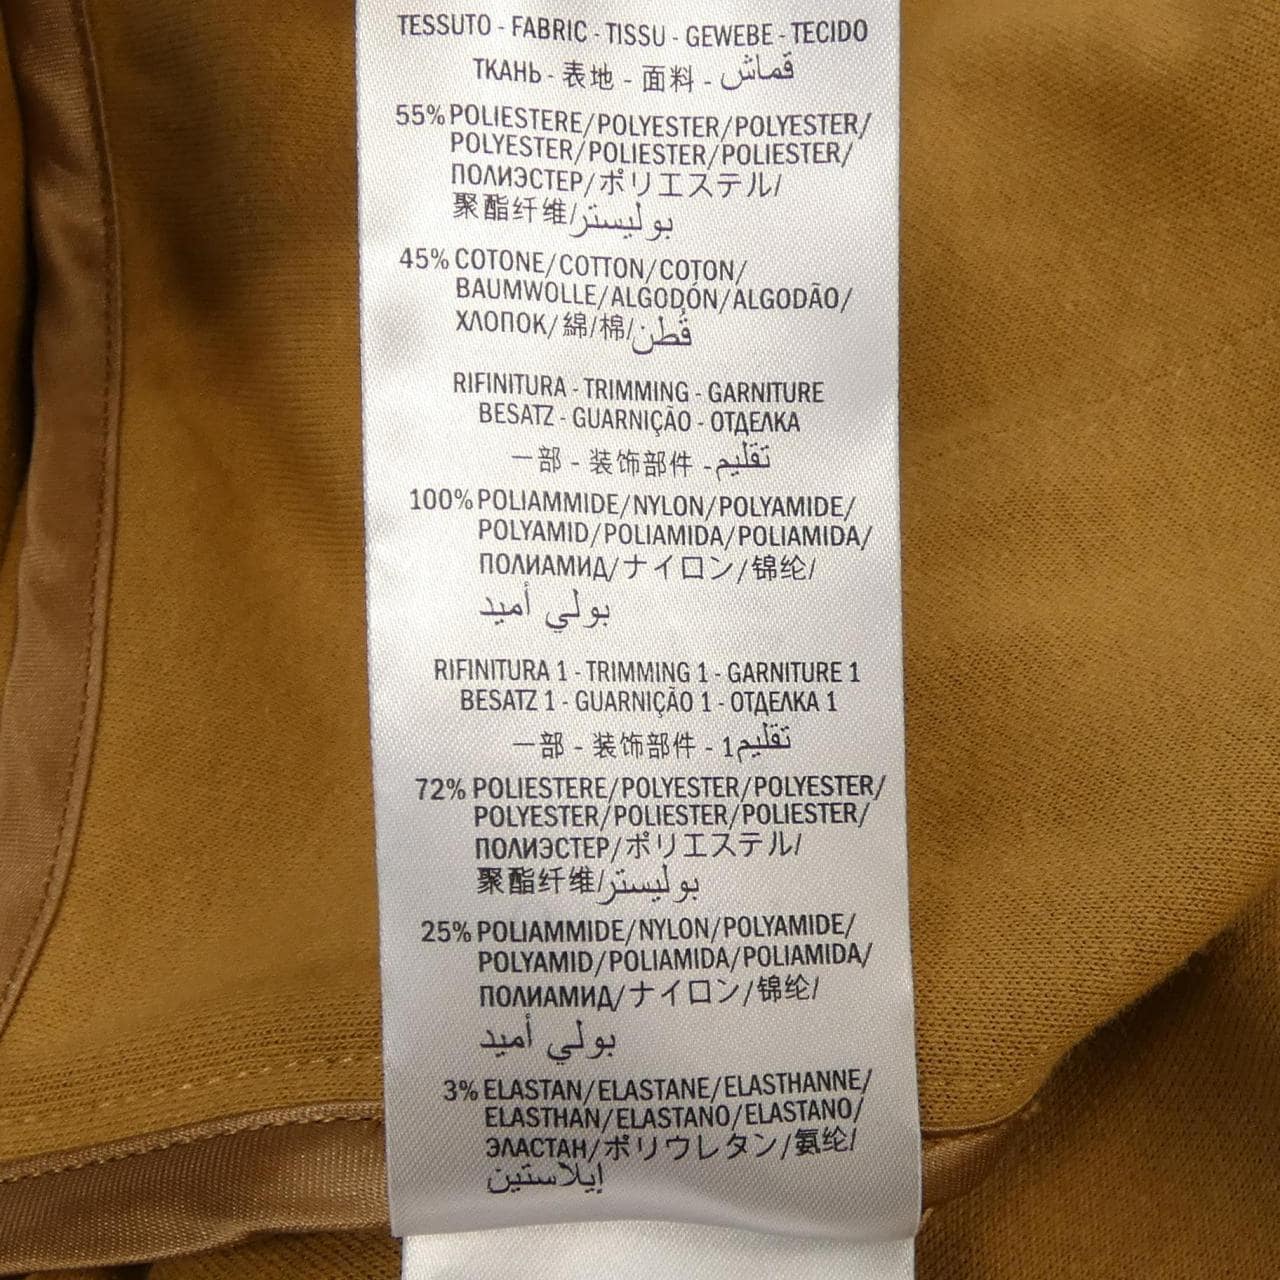 TESSUTO - FABRIC - TISSU - GEWEBE - TECIDO
ТКАНЬ - 表地 - 面料 - قماش
55% POLIESTERE/POLYESTER/POLYESTER/
POLYESTER/POLIESTER/POLIESTER/
ПОЛИЭСТЕР/ポリエステル/
聚酯纤维/بوليستر
45% COTONE/COTTON/COTON/
BAUMWOLLE/ALGODÓN/ALGODÃO/
ХЛОПОК/綿/棉/قطن
RIFINITURA - TRIMMING - GARNITURE
BESATZ - GUARNIÇÃO - ОТДЕЛКА
一部 - 装饰部件 - تقليم
100% POLIAMMIDE/NYLON/POLYAMIDE/
POLYAMID/POLIAMIDA/POLIAMIDA/
ПОЛИАМИД/ナイロン/锦纶/
بولي أميد
RIFINITURA 1 - TRIMMING 1 - GARNITURE 1
BESATZ 1 - GUARNIÇÃO 1 - ОТДЕЛКА 1
一部 - 装饰部件 - 1تقليم
72% POLIESTERE/POLYESTER/POLYESTER/
POLYESTER/POLIESTER/POLIESTER/
ПОЛИЭСТЕР/ポリエステル/
聚酯纤维/بوليستر
25% POLIAMMIDE/NYLON/POLYAMIDE/
POLYAMID/POLIAMIDA/POLIAMIDA/
ПОЛИАМИД/ナイロン/锦纶/
بولي أميد
3% ELASTAN/ELASTANE/ELASTHANNE/
ELASTHAN/ELASTANO/ELASTANO/
ЭЛАСТАН/ポリウレタン/氨纶/
إيلاستين